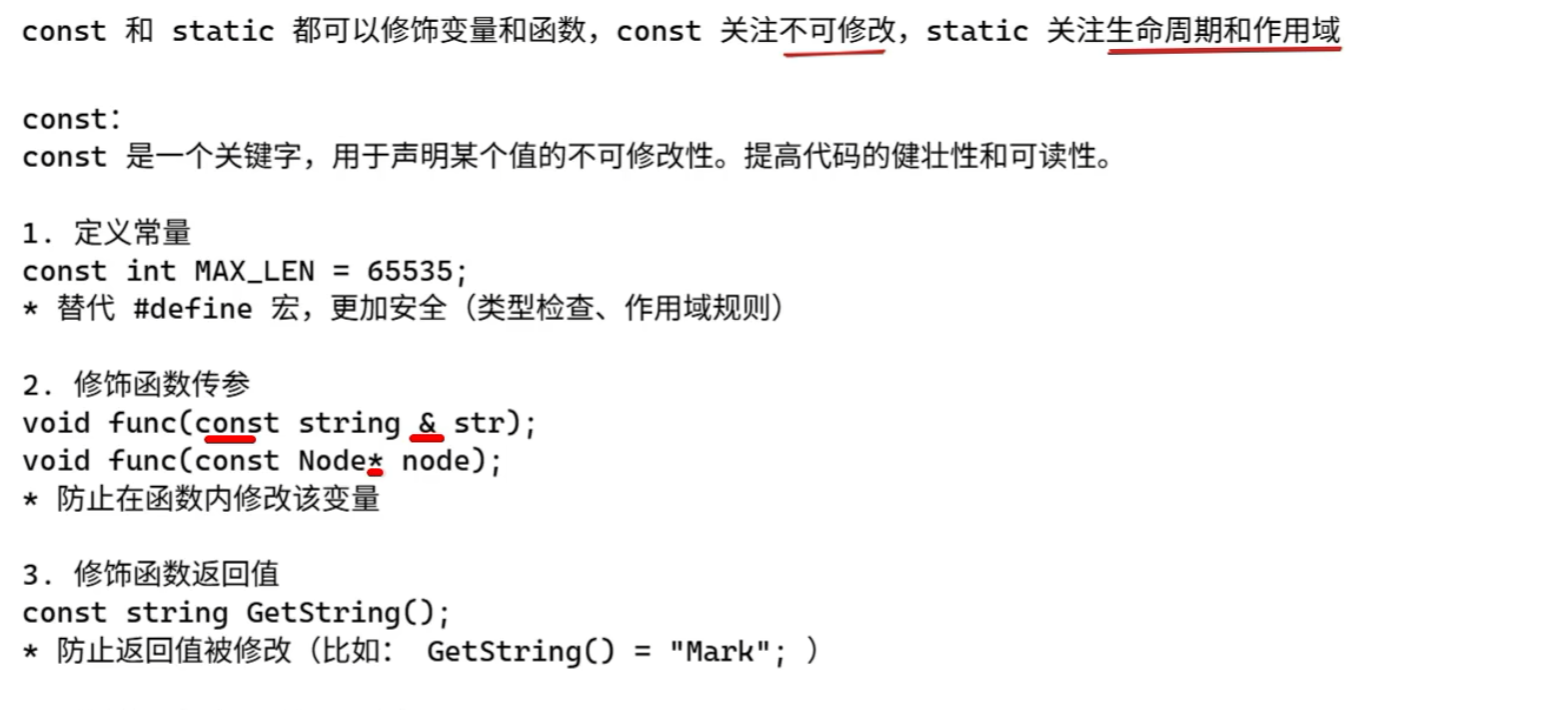 const 和 static 都可以修饰变量和函数，const 关注不可修改，static 关注生命周期和作用域
const：
const 是一个关键字，用于声明某个值的不可修改性。提高代码的健壮性和可读性。
1. 定义常量
const int MAX_LEN = 65535;
* 替代 #define 宏，更加安全（类型检查、作用域规则）
2. 修饰函数传参
void func(const string & str);
void func(const Node* node);
* 防止在函数内修改该变量
3. 修饰函数返回值
const string GetString();
* 防止返回值被修改（比如： GetString() = "Mark"; ）